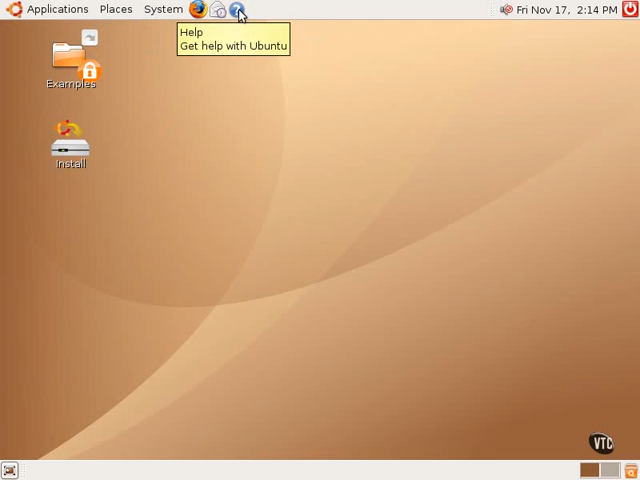 Applications Places System Fri Nov 17, 2:14 PM
Help
Get help with Ubuntu
Examples
Install
VTC